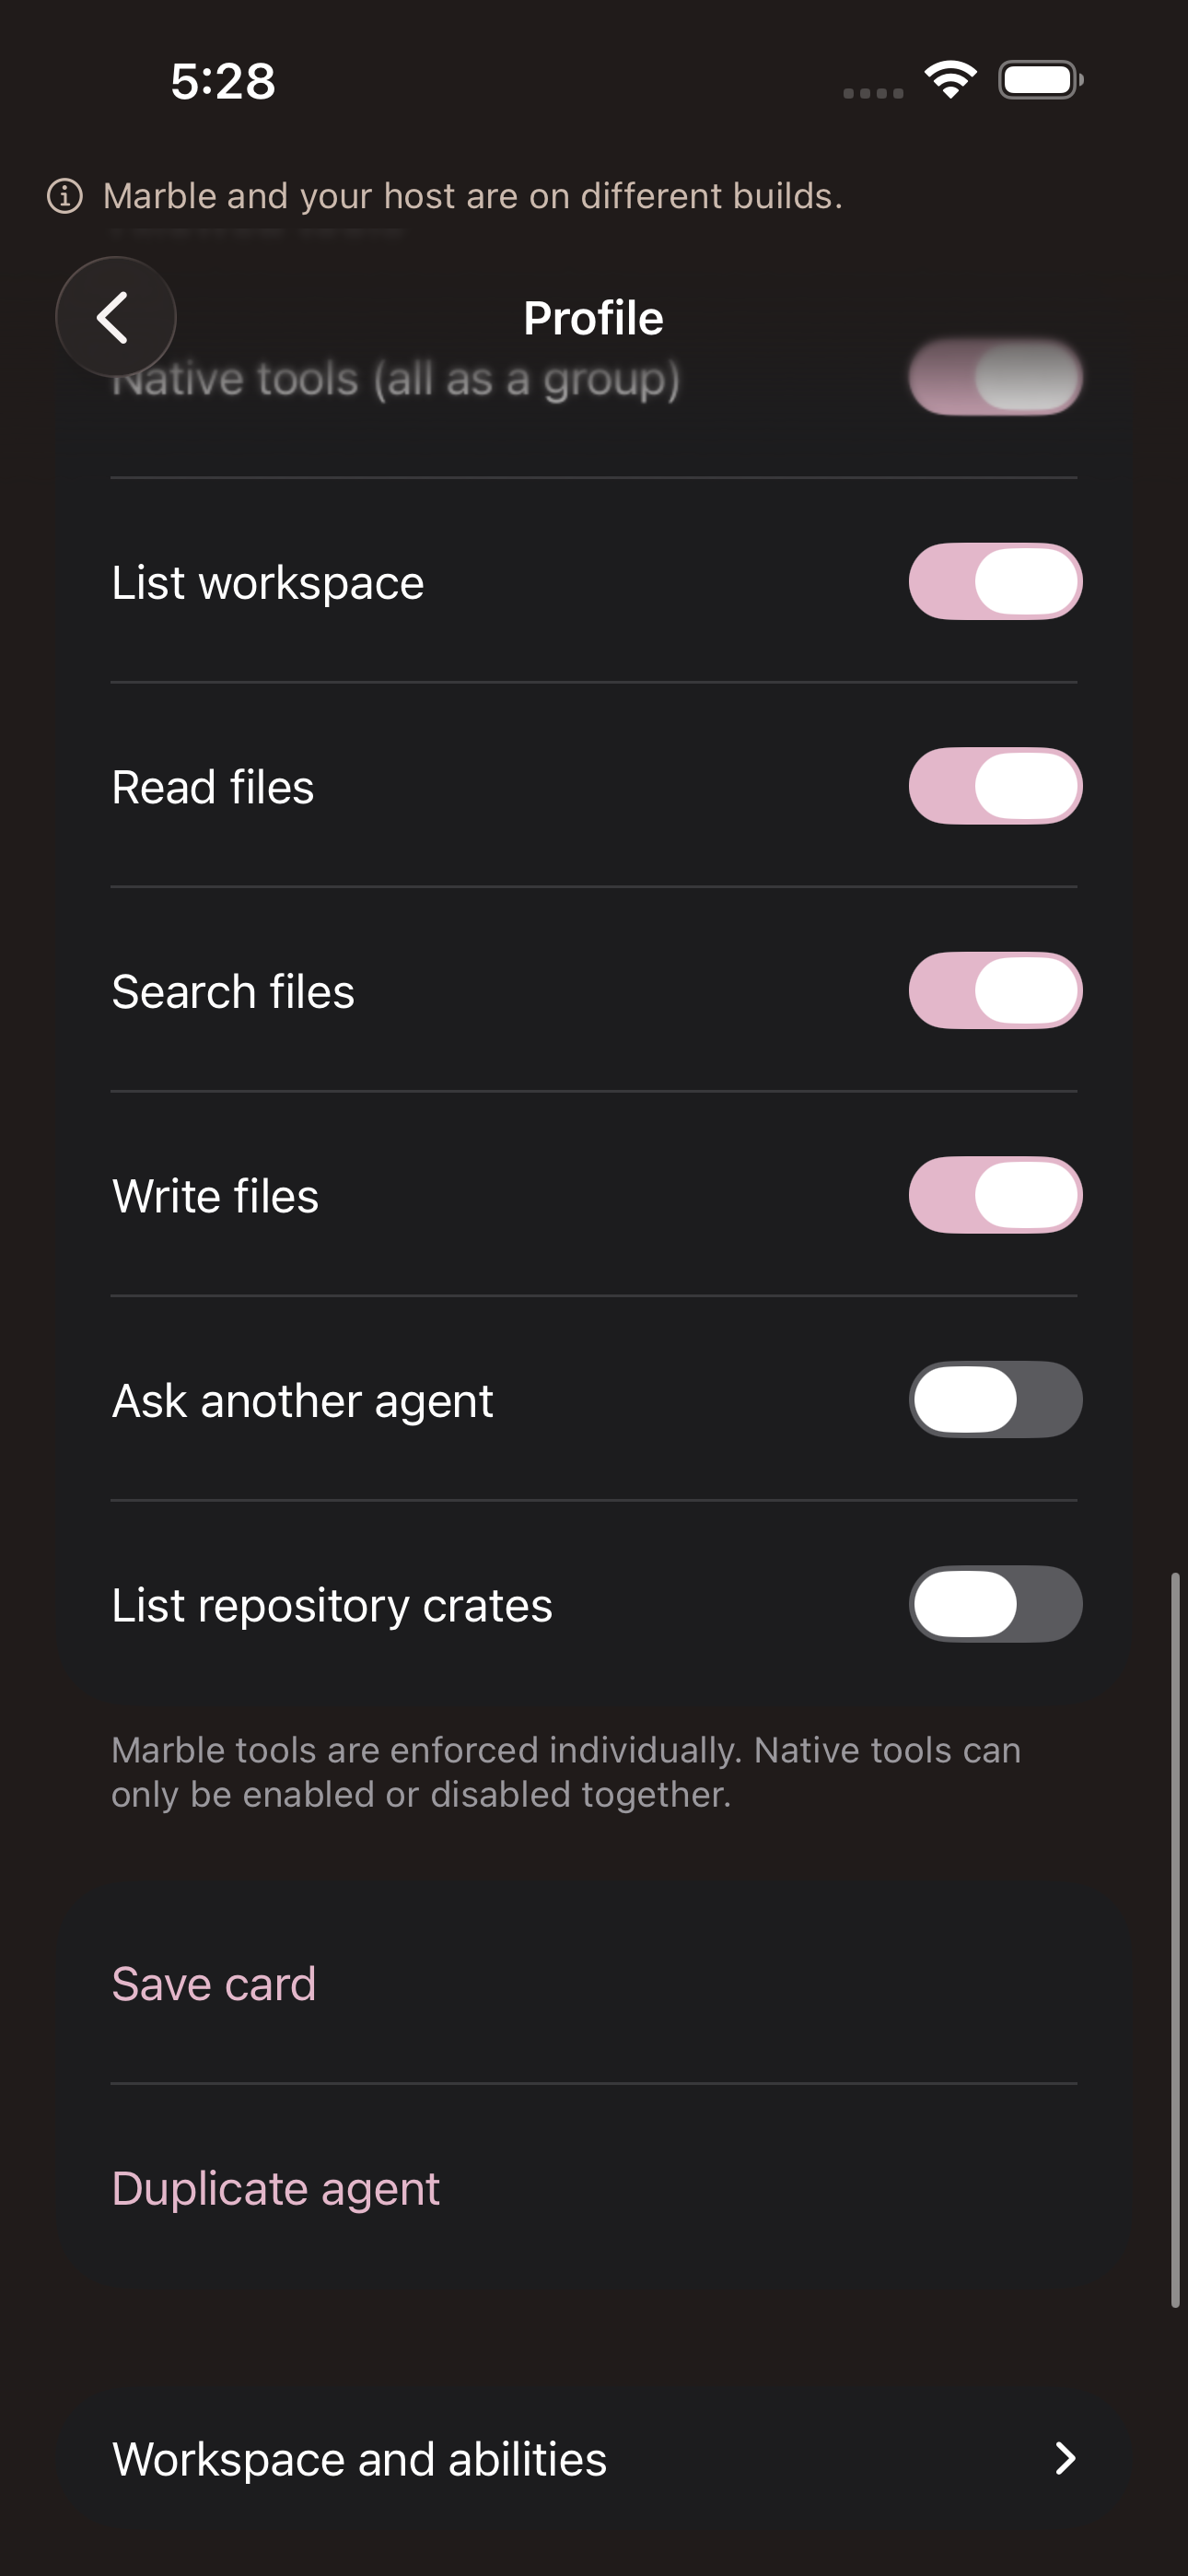 5:28
Marble and your host are on different builds.
Profile
Native tools (all as a group)
List workspace
Read files
Search files
Write files
Ask another agent
List repository crates
Marble tools are enforced individually. Native tools can
only be enabled or disabled together.
Save card
Duplicate agent
Workspace and abilities